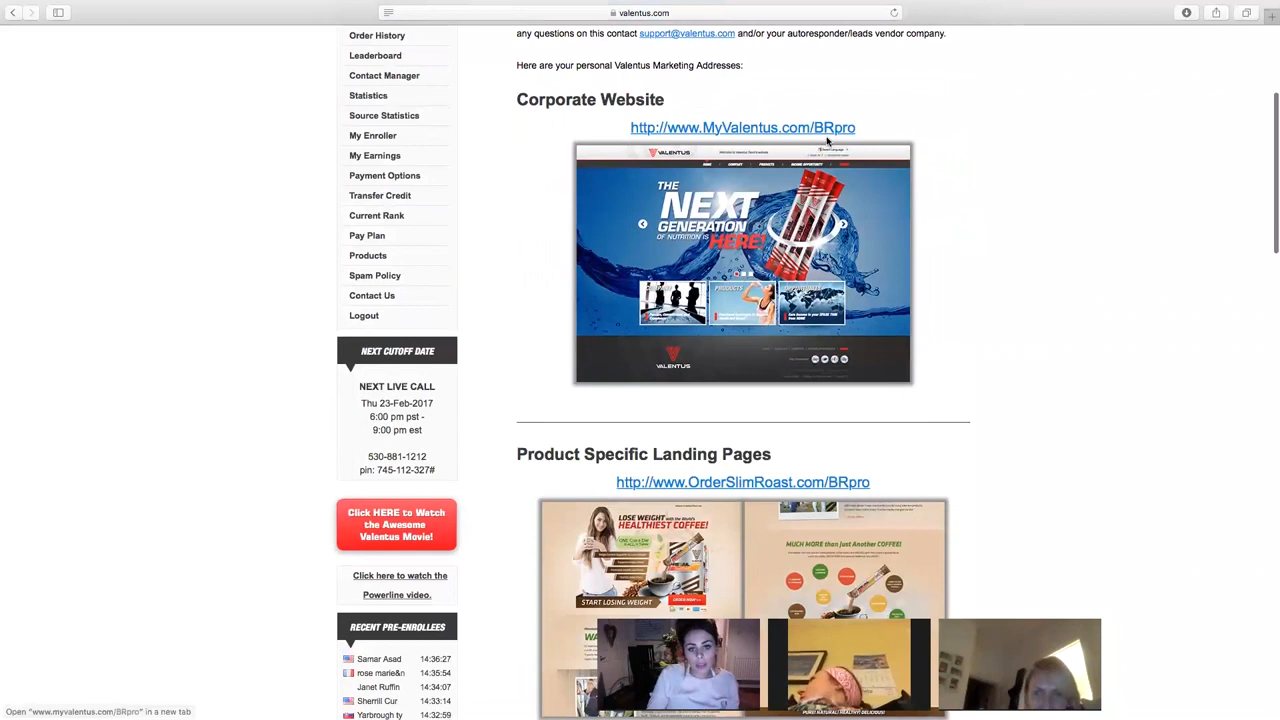 valentus.com
Order History
Leaderboard
Contact Manager
Statistics
Source Statistics
My Enroller
My Earnings
Payment Options
Transfer Credit
Current Rank
Pay Plan
Products
Spam Policy
Contact Us
Logout
NEXT CUTOFF DATE
NEXT LIVE CALL
Thu 23-Feb-2017
6:00 pm pst -
9:00 pm est
530-881-1212
pin: 745-112-327#
Click HERE to Watch
the Awesome
Valentus Movie!
Click here to watch the
Powerline video.
RECENT PRE-ENROLLEES
Samar Asad 14:36:27
rose marie&n 14:35:54
Janet Ruffin 14:34:07
Sherrill Cur 14:33:14
Yarbrough ty 14:32:59
any questions on this contact support@valentus.com and/or your autoresponder/leads vendor company.
Here are your personal Valentus Marketing Addresses:
Corporate Website
http://www.MyValentus.com/BRpro
VALENTUS
THE
NEXT
GENERATION
OF NUTRITION IS HERE!
PRODUCTS
VALENTUS
Product Specific Landing Pages
http://www.OrderSlimRoast.com/BRpro
LOSE WEIGHT with the World's
HEALTHIEST COFFEE!
START LOSING WEIGHT
MUCH MORE than Just Another COFFEE!
Open "www.myvalentus.com/BRpro" in a new tab